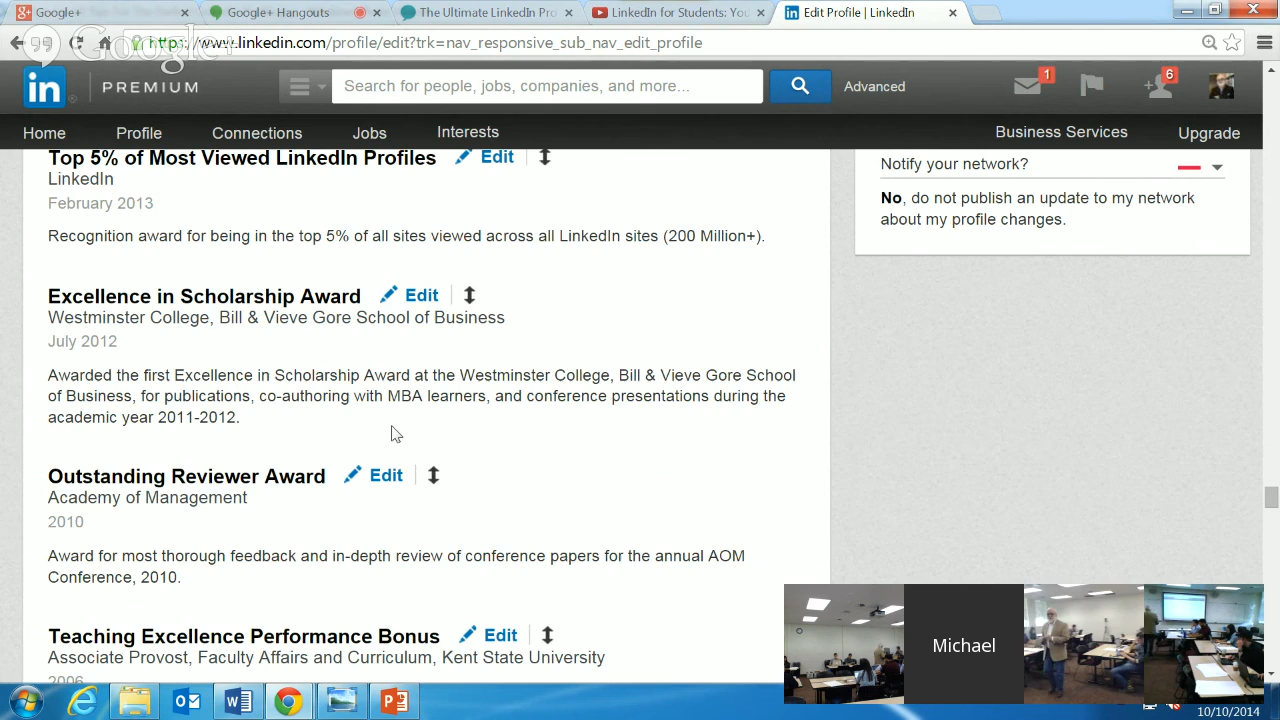 Google+
Google+ Hangouts
The Ultimate LinkedIn Pro
LinkedIn for Students: You
Edit Profile | LinkedIn
https://www.linkedin.com/profile/edit?trk=nav_responsive_sub_nav_edit_profile
Google+
in PREMIUM
Search for people, jobs, companies, and more...
Advanced
1
6
Home Profile Connections Jobs Interests Business Services Upgrade
Top 5% of Most Viewed LinkedIn Profiles Edit
LinkedIn
February 2013
Recognition award for being in the top 5% of all sites viewed across all LinkedIn sites (200 Million+).
Notify your network?
No, do not publish an update to my network
about my profile changes.
Excellence in Scholarship Award Edit
Westminster College, Bill & Vieve Gore School of Business
July 2012
Awarded the first Excellence in Scholarship Award at the Westminster College, Bill & Vieve Gore School
of Business, for publications, co-authoring with MBA learners, and conference presentations during the
academic year 2011-2012.
Outstanding Reviewer Award Edit
Academy of Management
2010
Award for most thorough feedback and in-depth review of conference papers for the annual AOM
Conference, 2010.
Teaching Excellence Performance Bonus Edit
Associate Provost, Faculty Affairs and Curriculum, Kent State University
2006
Michael
10/10/2014